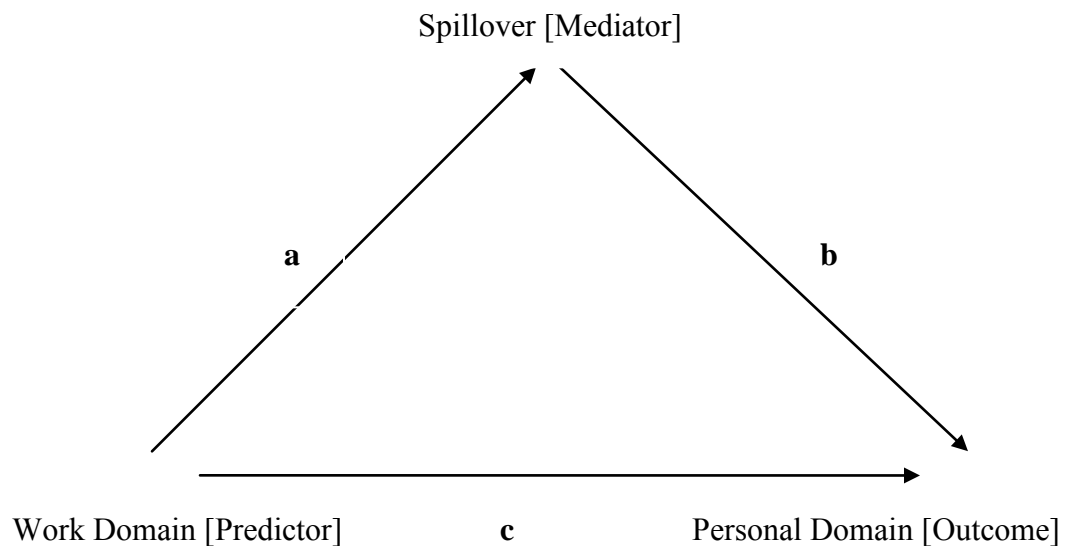 Spillover [Mediator]
a
b
Work Domain [Predictor]
c
Personal Domain [Outcome]